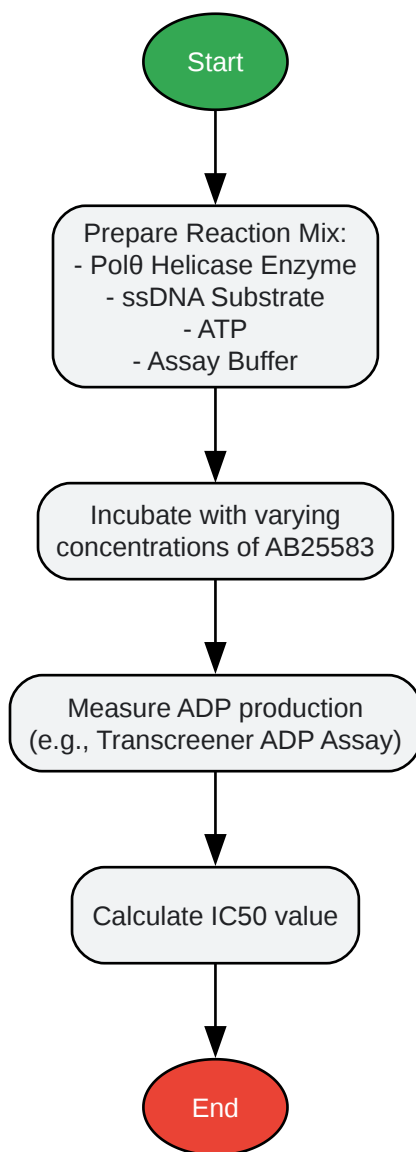 Start
Prepare Reaction Mix:
- Polθ Helicase Enzyme
- ssDNA Substrate
- ATP
- Assay Buffer
Incubate with varying
concentrations of AB25583
Measure ADP production
(e.g., Transcreener ADP Assay)
Calculate IC50 value
End